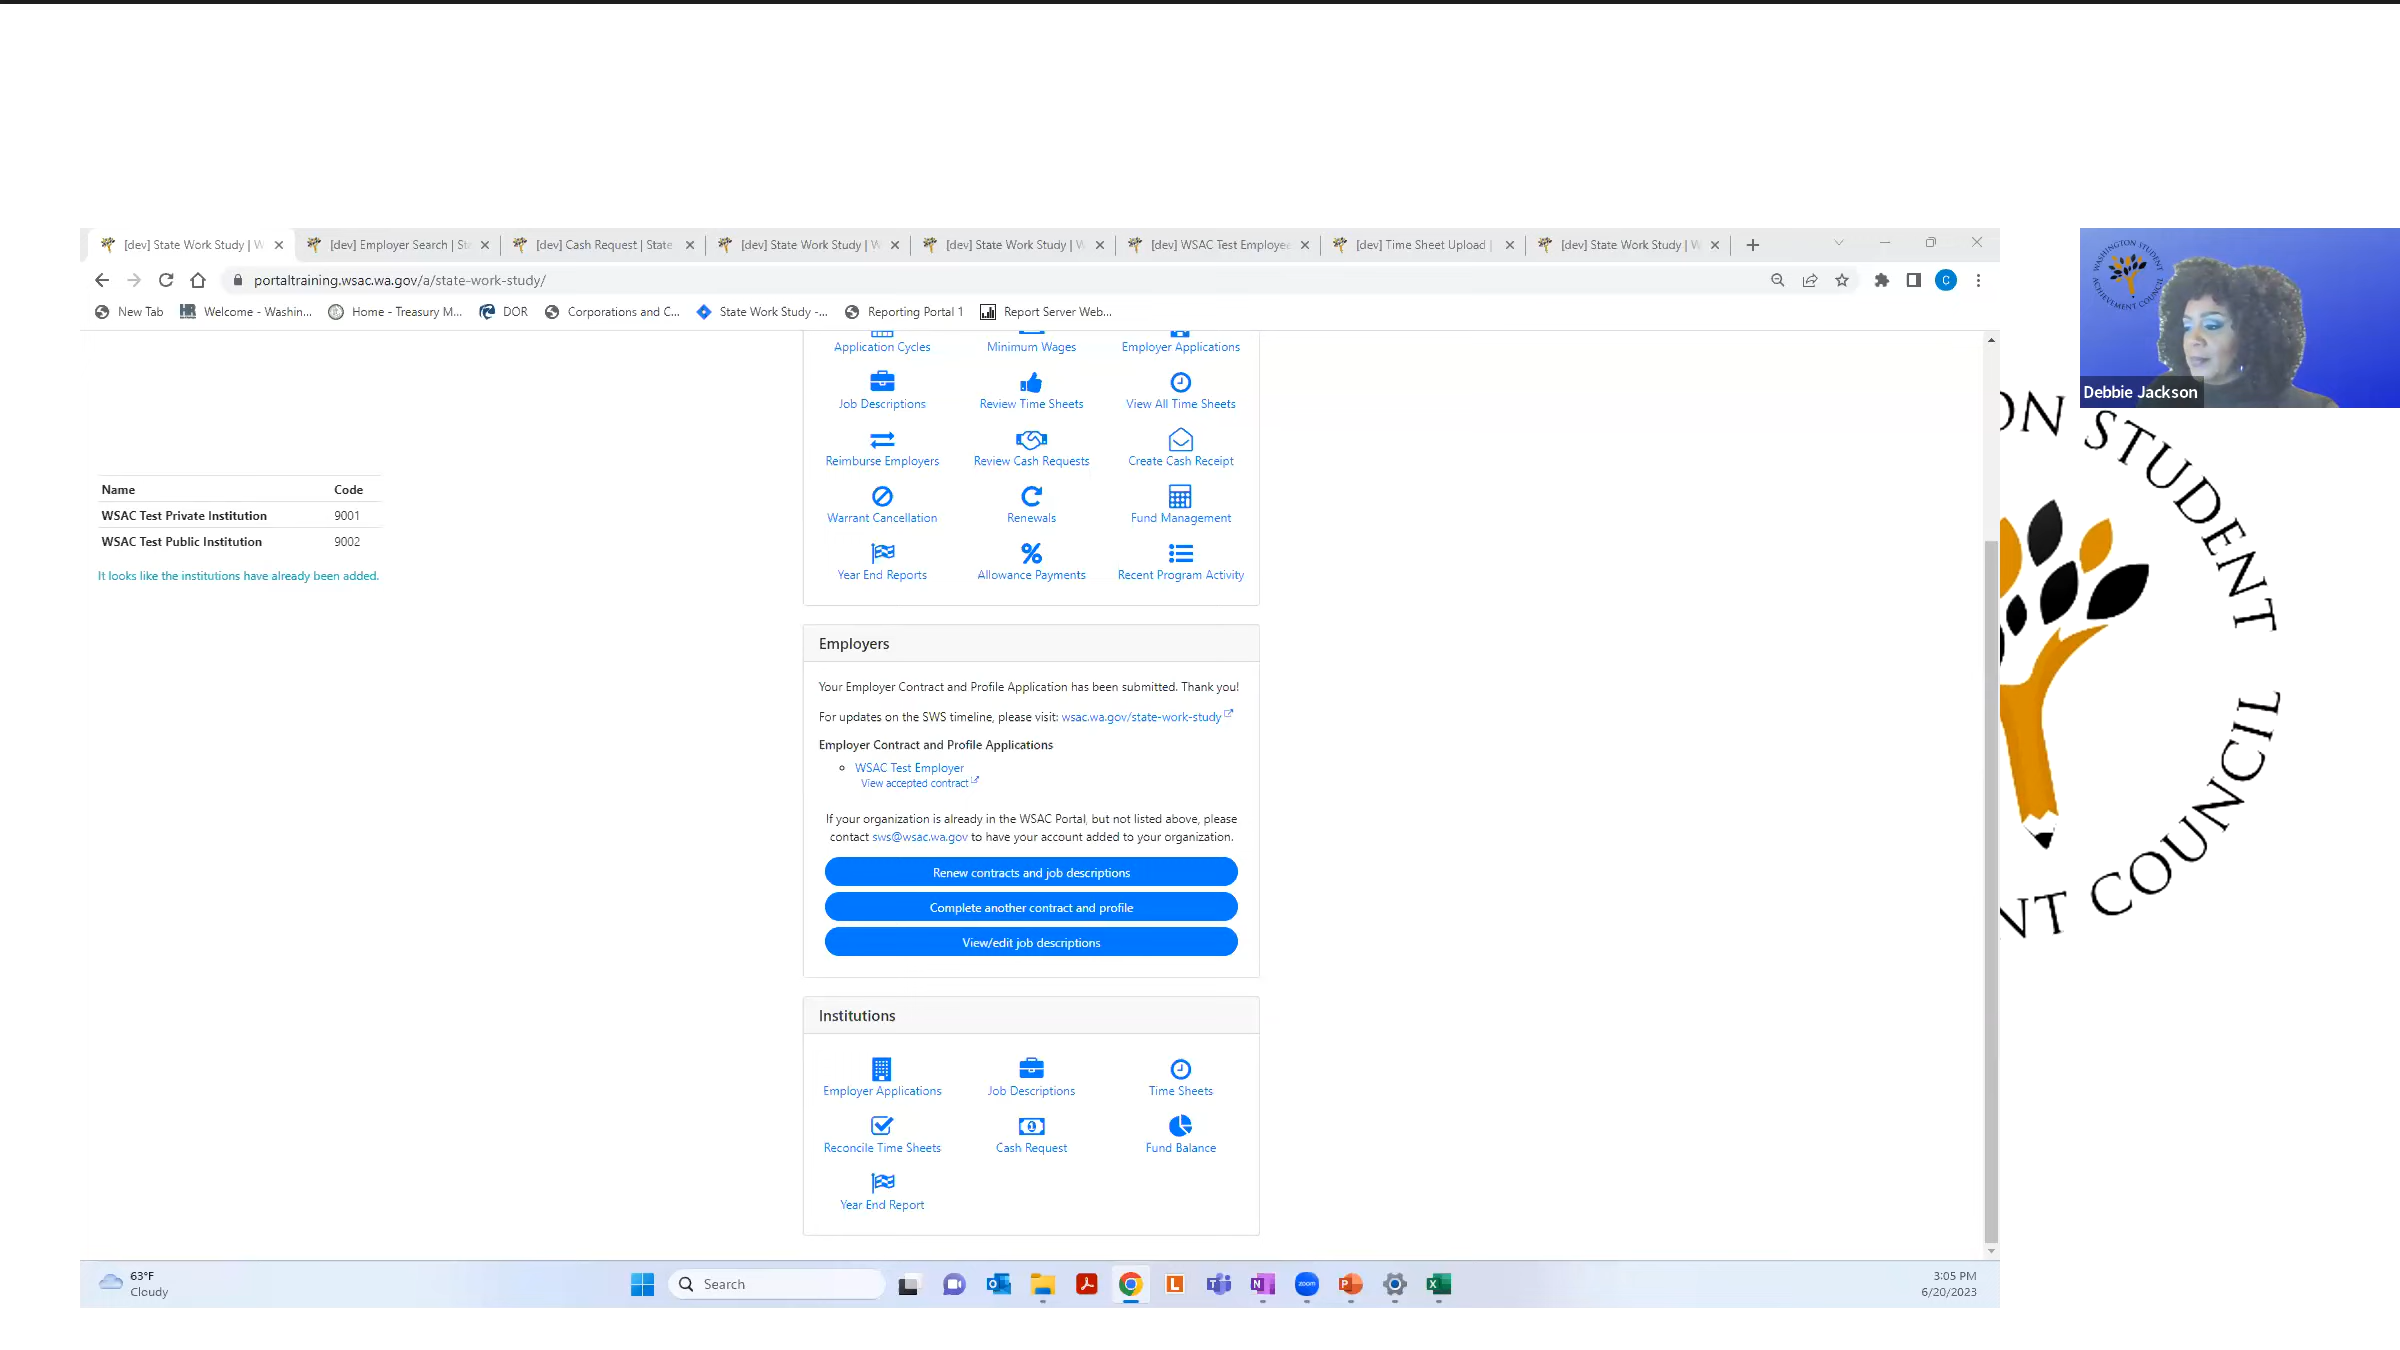 [dev] State Work Study | W
[dev] Employer Search | Sta
[dev] Cash Request | State
[dev] State Work Study | W
[dev] State Work Study | W
[dev] WSAC Test Employee
[dev] Time Sheet Upload |
[dev] State Work Study | W
portaltraining.wsac.wa.gov/a/state-work-study/
C
New Tab
Welcome - Washin...
Home - Treasury M...
DOR
Corporations and C...
State Work Study -...
Reporting Portal 1
Report Server Web...
Application Cycles
Minimum Wages
Employer Applications
Job Descriptions
Review Time Sheets
View All Time Sheets
Reimburse Employers
Review Cash Requests
Create Cash Receipt
Warrant Cancellation
Renewals
Fund Management
Year End Reports
Allowance Payments
Recent Program Activity
Name Code
WSAC Test Private Institution 9001
WSAC Test Public Institution 9002
It looks like the institutions have already been added.
Employers
Your Employer Contract and Profile Application has been submitted. Thank you!
For updates on the SWS timeline, please visit: wsac.wa.gov/state-work-study
Employer Contract and Profile Applications
WSAC Test Employer
View accepted contract
If your organization is already in the WSAC Portal, but not listed above, please
contact sws@wsac.wa.gov to have your account added to your organization.
Renew contracts and job descriptions
Complete another contract and profile
View/edit job descriptions
Institutions
Employer Applications
Job Descriptions
Time Sheets
Reconcile Time Sheets
Cash Request
Fund Balance
Year End Report
63°F
Cloudy
Search
3:05 PM
6/20/2023
WASHINGTON STUDENT
ACHIEVEMENT COUNCIL
Debbie Jackson
ON STUDENT
NT COUNCIL